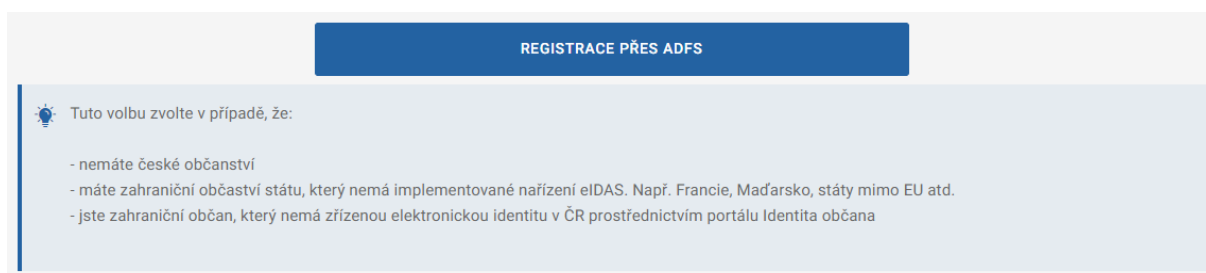 REGISTRACE PŘES ADFS
Tuto volbu zvolte v případě, že:
- nemáte české občanství
- máte zahraniční občaství státu, který nemá implementované nařízení eIDAS. Např. Francie, Maďarsko, státy mimo EU atd.
- jste zahraniční občan, který nemá zřízenou elektronickou identitu v ČR prostřednictvím portálu Identita občana